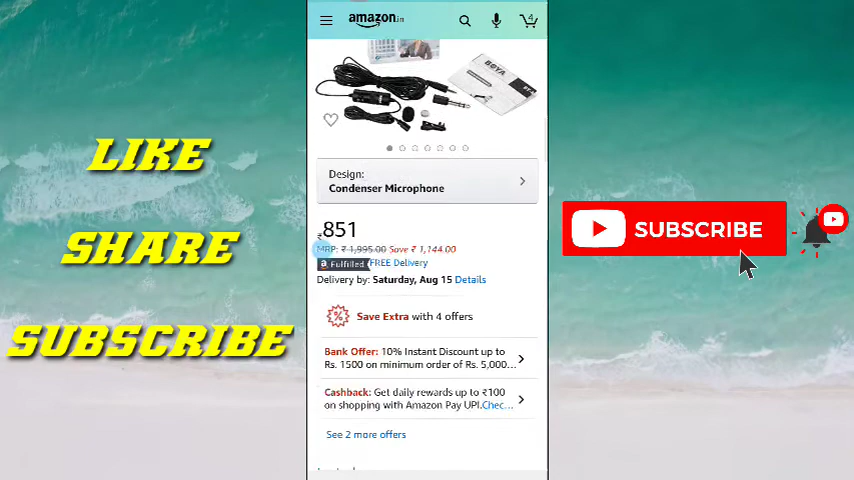 amazon.in
4
BOYA
LIKE
SHARE
SUBSCRIBE
Design:
Condenser Microphone
₹851
MRP: ₹ 1,995.00 Save ₹ 1,144.00
a Fulfilled FREE Delivery
Delivery by: Saturday, Aug 15 Details
Save Extra with 4 offers
Bank Offer: 10% Instant Discount up to
Rs. 1500 on minimum order of Rs. 5,000...
Cashback: Get daily rewards up to ₹100
on shopping with Amazon Pay UPI.Chec...
See 2 more offers
SUBSCRIBE